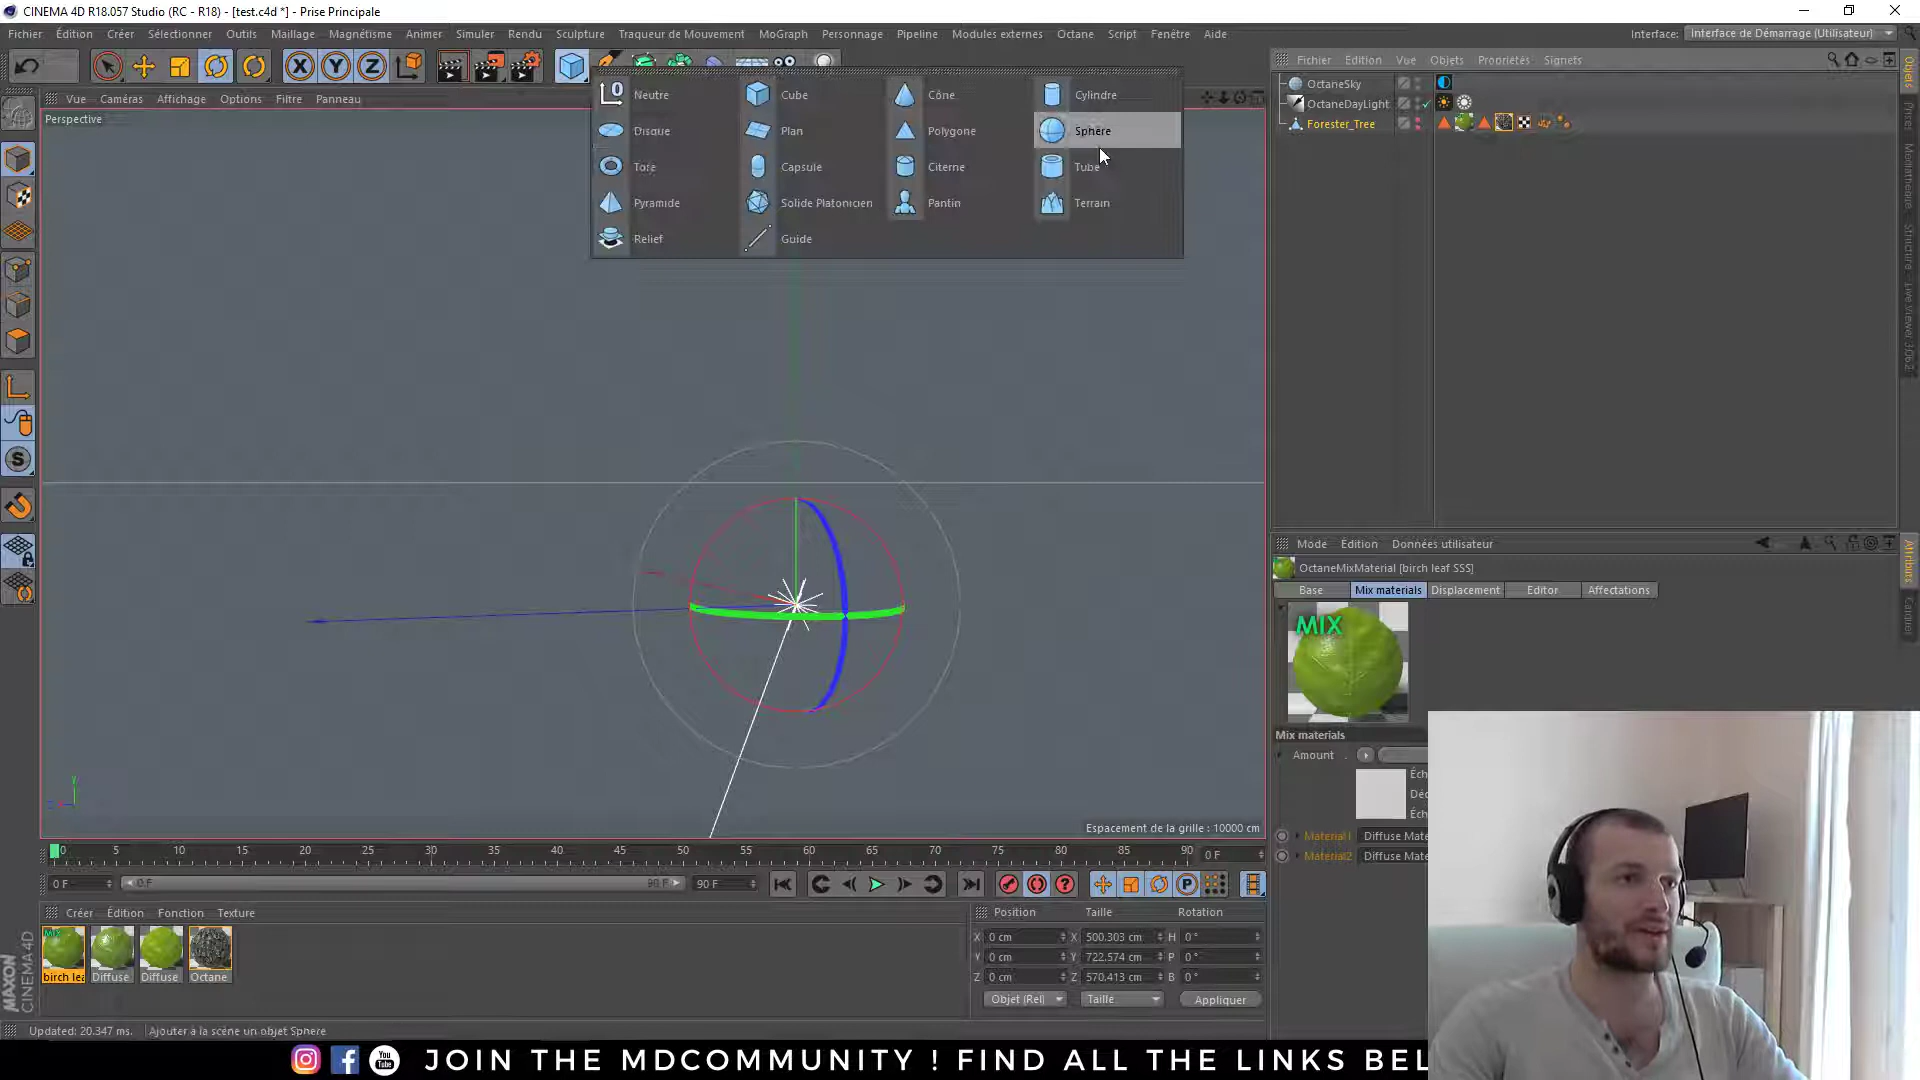 CINEMA 4D R18.057 Studio (RC - R18) - [test.c4d *] - Prise Principale
Fichier Édition Créer Sélectionner Outils Maillage Magnétisme Animer Simuler Rendu Sculpture Traqueur de Mouvement MoGraph Personnage Pipeline Modules externes Octane Script Fenêtre Aide
Interface: Interface de Démarrage (Utilisateur)
Fichier Edition Vue Objets Propriétés Signets
Vue Caméras Affichage Options Filtre Panneau
Perspective
Neutre Cube Cône Cylindre
Disque Plan Polygone Sphère
Tore Capsule Citerne Tube
Pyramide Solide Platonicien Pantin Terrain
Relief Guide
OctaneSky
OctaneDayLight
Forester_Tree
Objets
Prises
Structure
Mode Edition Données utilisateur
OctaneMixMaterial [birch leaf SSS]
Base Mix materials Displacement Editor Affectations
MIX
Mix materials
Amount
Éch
Déc
Éch
Material1 Diffuse Mate
Material2 Diffuse Mate
Attributs
Espacement de la grille : 10000 cm
0 5 10 15 20 25 30 35 40 45 50 55 60 65 70 75 80 85 90 0 F
0 F 0 F 90 F 90 F
Créer Édition Fonction Texture
MIX
birch lea Diffuse Diffuse Octane
Position Taille Rotation
X 0 cm X 500.303 cm H 0°
Y 0 cm Y 722.574 cm P 0°
Z 0 cm Z 570.413 cm B 0°
Objet (Rel) Taille Appliquer
MAXON
CINEMA 4D
Updated: 20.347 ms. Ajouter à la scène un objet Sphere
JOIN THE MDCOMMUNITY ! FIND ALL THE LINKS BEL